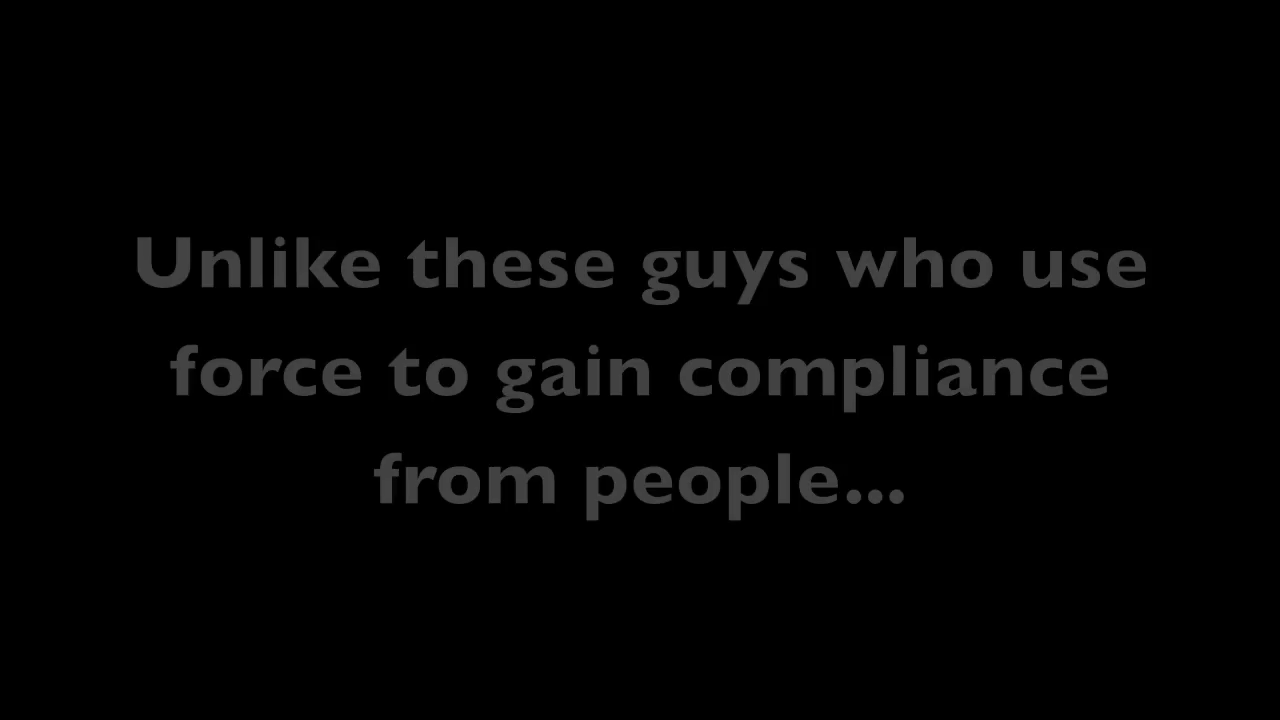 Unlike these guys who use
force to gain compliance
from people...